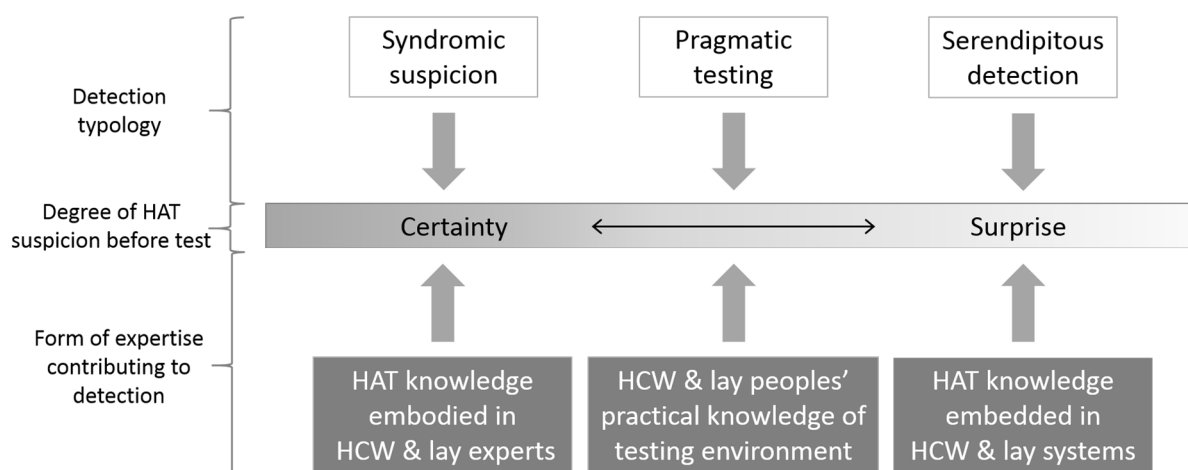 Syndromic
suspicion
Pragmatic
testing
Serendipitous
detection
Detection
typology
Degree of HAT
suspicion before test
Certainty
Surprise
Form of expertise
contributing to
detection
HAT knowledge
embodied in
HCW & lay experts
HCW & lay peoples’
practical knowledge of
testing environment
HAT knowledge
embedded in
HCW & lay systems